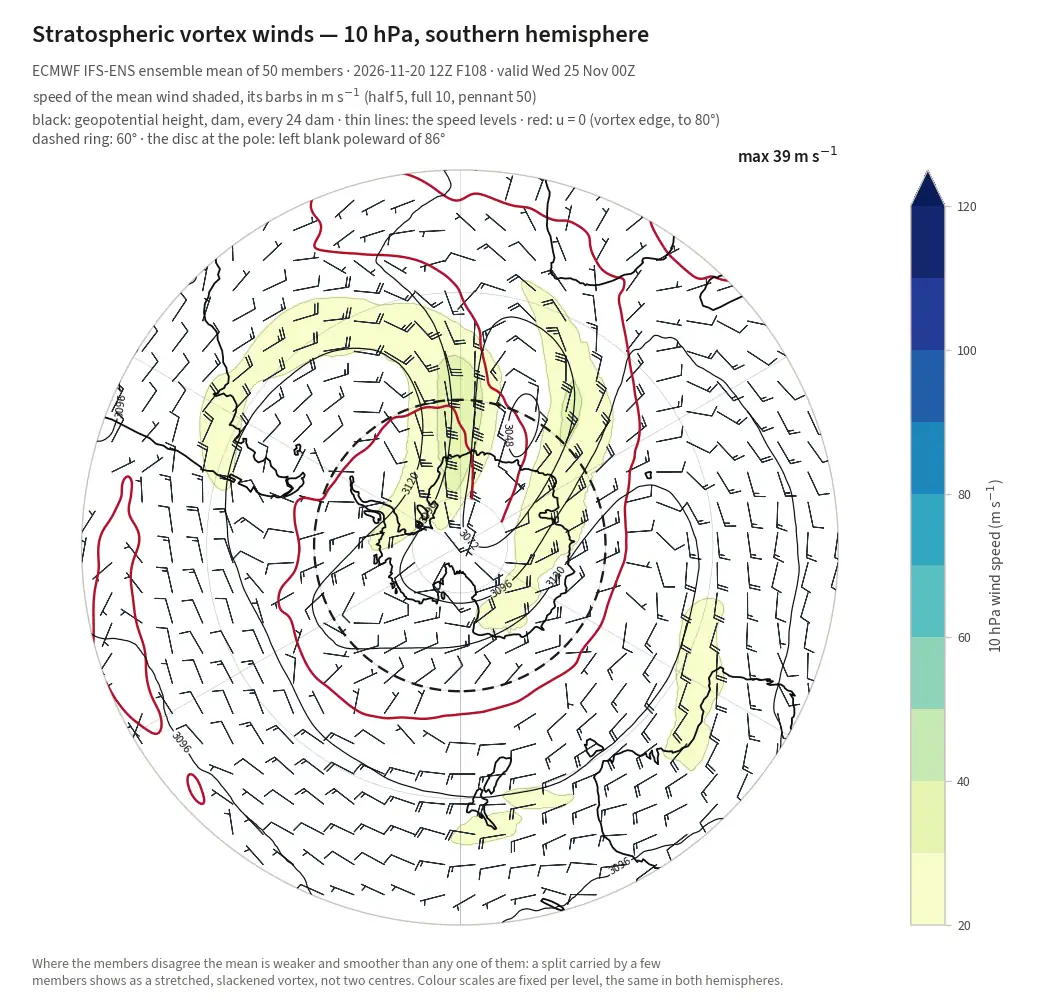 Stratospheric vortex winds — 10 hPa, southern hemisphere
ECMWF IFS-ENS ensemble mean of 50 members · 2026-11-20 12Z F108 · valid Wed 25 Nov 00Z
speed of the mean wind shaded, its barbs in m s⁻¹ (half 5, full 10, pennant 50)
black: geopotential height, dam, every 24 dam · thin lines: the speed levels · red: u = 0 (vortex edge, to 80°)
dashed ring: 60° · the disc at the pole: left blank poleward of 86°
max 39 m s⁻¹
120
100
80
60
40
20
10 hPa wind speed (m s⁻¹)
3096
3048
3120
3072
3096
3120
3096
3096
Where the members disagree the mean is weaker and smoother than any one of them: a split carried by a few
members shows as a stretched, slackened vortex, not two centres. Colour scales are fixed per level, the same in both hemispheres.